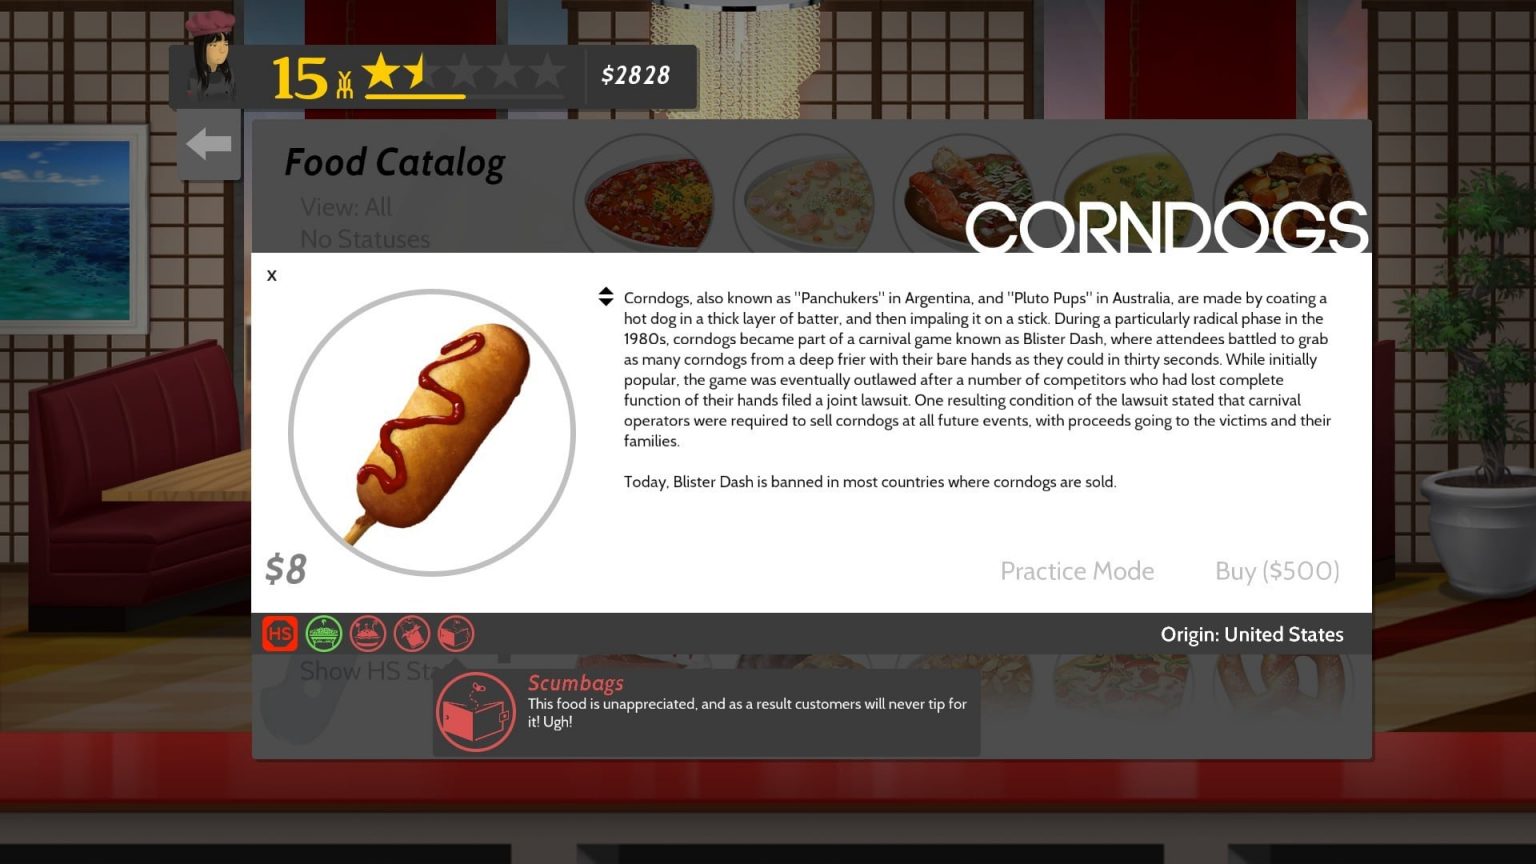 15
$2828
Food Catalog
View: All
No Statuses
CORNDOGS
x
Corndogs, also known as "Panchukers" in Argentina, and "Pluto Pups" in Australia, are made by coating a
hot dog in a thick layer of batter, and then impaling it on a stick. During a particularly radical phase in the
1980s, corndogs became part of a carnival game known as Blister Dash, where attendees battled to grab
as many corndogs from a deep frier with their bare hands as they could in thirty seconds. While initially
popular, the game was eventually outlawed after a number of competitors who had lost complete
function of their hands filed a joint lawsuit. One resulting condition of the lawsuit stated that carnival
operators were required to sell corndogs at all future events, with proceeds going to the victims and their
families.
Today, Blister Dash is banned in most countries where corndogs are sold.
$8
Practice Mode
Buy ($500)
HS
Origin: United States
Show HS Sta
Scumbags
This food is unappreciated, and as a result customers will never tip for
it! Ugh!